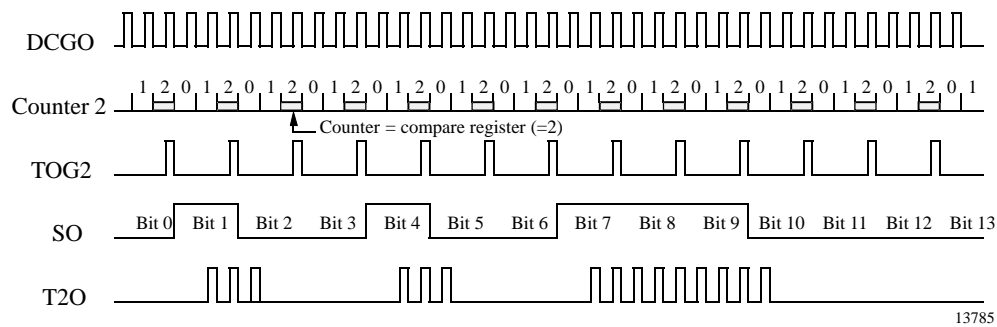 DCGO
1 2 0 1 2 0 1 2 0 1 2 0 1 2 0 1 2 0 1 2 0 1 2 0 1 2 0 1 2 0 1 2 0 1 2 0 1 2 0 1
Counter 2
Counter = compare register (=2)
TOG2
Bit 0 Bit 1 Bit 2 Bit 3 Bit 4 Bit 5 Bit 6 Bit 7 Bit 8 Bit 9 Bit 10 Bit 11 Bit 12 Bit 13
SO
T2O
13785